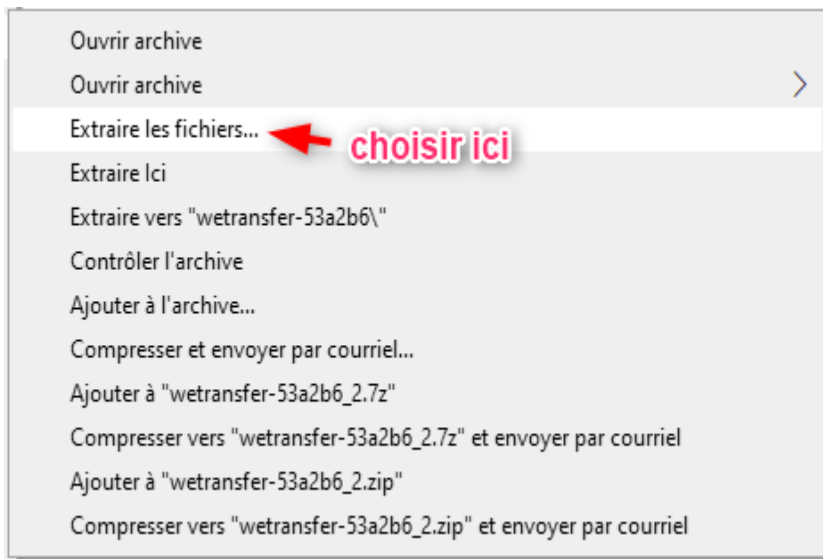 Ouvrir archive
Ouvrir archive
Extraire les fichiers... choisir ici
Extraire Ici
Extraire vers "wetransfer-53a2b6\"
Contrôler l'archive
Ajouter à l'archive...
Compresser et envoyer par courriel...
Ajouter à "wetransfer-53a2b6_2.7z"
Compresser vers "wetransfer-53a2b6_2.7z" et envoyer par courriel
Ajouter à "wetransfer-53a2b6_2.zip"
Compresser vers "wetransfer-53a2b6_2.zip" et envoyer par courriel